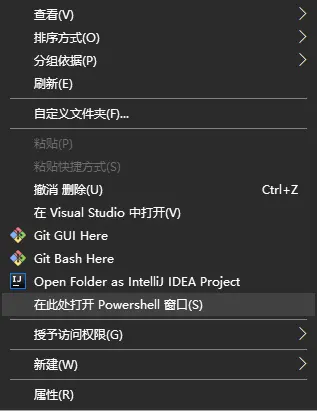 查看(V)
排序方式(O)
分组依据(P)
刷新(E)
自定义文件夹(F)...
粘贴(P)
粘贴快捷方式(S)
撤消 删除(U) Ctrl+Z
在 Visual Studio 中打开(V)
Git GUI Here
Git Bash Here
IJ Open Folder as IntelliJ IDEA Project
在此处打开 Powershell 窗口(S)
授予访问权限(G)
新建(W)
属性(R)